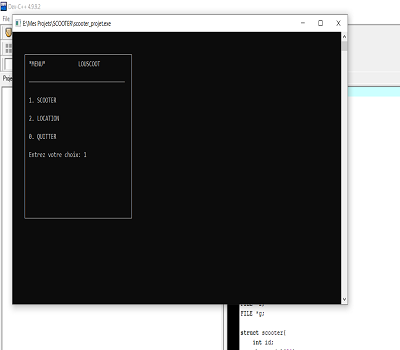 Dev-C++ 4.9.9.2
E:\Mes Projets\SCOOTER\scooter_projet.exe
File
"MENU" LOUSCOOT
1. SCOOTER
Proje
2. LOCATION
0. QUITTER
Entrez votre choix: 1
FILE *g;
struct scooter{
int id;